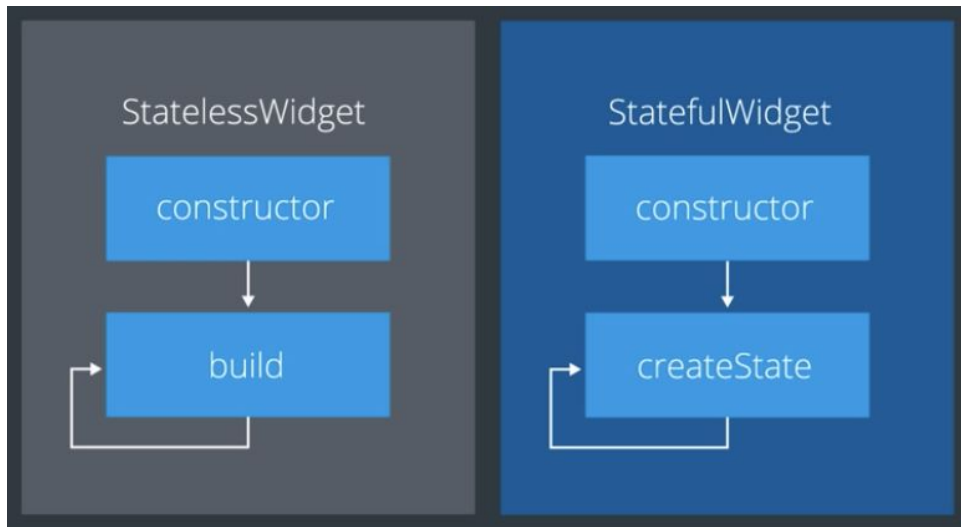 StatelessWidget
constructor
build
StatefulWidget
constructor
createState